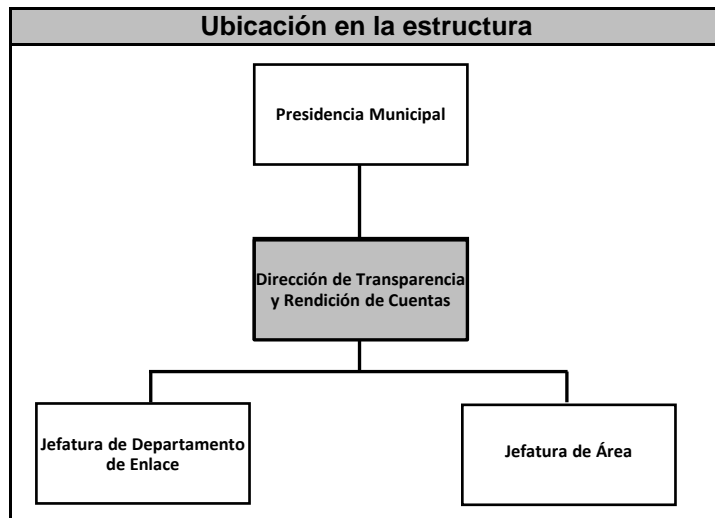 Ubicación en la estructura
Presidencia Municipal
Dirección de Transparencia
y Rendición de Cuentas
Jefatura de Departamento
de Enlace
Jefatura de Área